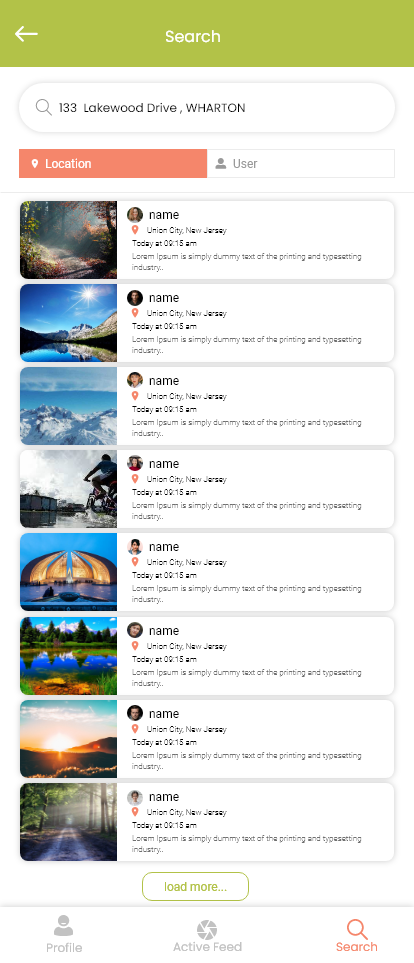 Search
133 Lakewood Drive , WHARTON
Location
User
name
Union City, New Jersey
Today at 09:15 am
Lorem Ipsum is simply dummy text of the printing and typesetting
industry..
name
Union City, New Jersey
Today at 09:15 am
Lorem Ipsum is simply dummy text of the printing and typesetting
industry..
name
Union City, New Jersey
Today at 09:15 am
Lorem Ipsum is simply dummy text of the printing and typesetting
industry..
name
Union City, New Jersey
Today at 09:15 am
Lorem Ipsum is simply dummy text of the printing and typesetting
industry..
name
Union City, New Jersey
Today at 09:15 am
Lorem Ipsum is simply dummy text of the printing and typesetting
industry..
name
Union City, New Jersey
Today at 09:15 am
Lorem Ipsum is simply dummy text of the printing and typesetting
industry..
name
Union City, New Jersey
Today at 09:15 am
Lorem Ipsum is simply dummy text of the printing and typesetting
industry..
name
Union City, New Jersey
Today at 09:15 am
Lorem Ipsum is simply dummy text of the printing and typesetting
industry..
load more...
Profile
Active Feed
Search